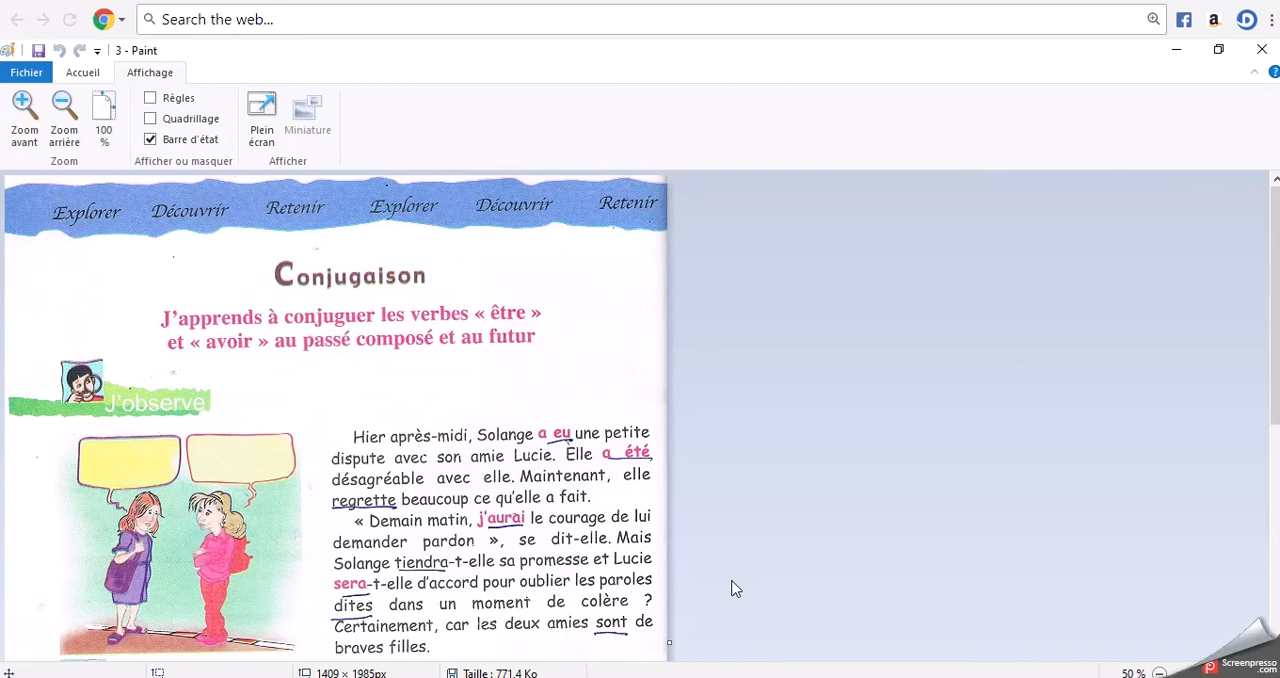 Search the web...
3 - Paint
Fichier Accueil Affichage
Zoom avant
Zoom arrière
100 %
Zoom
Règles
Quadrillage
Barre d'état
Afficher ou masquer
Plein écran
Miniature
Afficher
Explorer Découvrir Retenir Explorer Découvrir Retenir
Conjugaison
J'apprends à conjuguer les verbes « être »
et « avoir » au passé composé et au futur
J'observe
Hier après-midi, Solange a eu une petite
dispute avec son amie Lucie. Elle a été
désagréable avec elle. Maintenant, elle
regrette beaucoup ce qu'elle a fait.
« Demain matin, j'aurai le courage de lui
demander pardon », se dit-elle. Mais
Solange tiendra-t-elle sa promesse et Lucie
sera-t-elle d'accord pour oublier les paroles
dites dans un moment de colère ?
Certainement, car les deux amies sont de
braves filles.
1409 × 1985px
Taille : 771.4 Ko
50 %
Screenpresso
.com